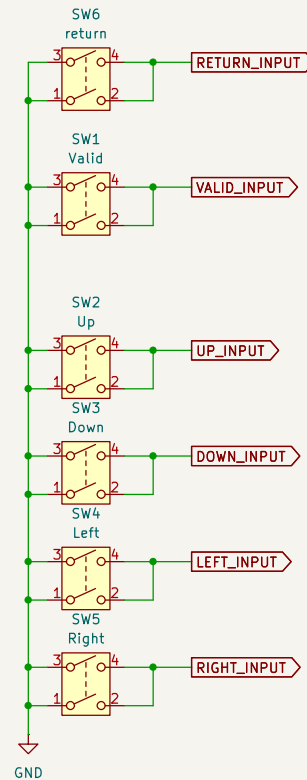 SW6
return
3 4 RETURN_INPUT
1 2
SW1
Valid
3 4 VALID_INPUT
1 2
SW2
Up
3 4 UP_INPUT
1 2
SW3
Down
3 4 DOWN_INPUT
1 2
SW4
Left
3 4 LEFT_INPUT
1 2
SW5
Right
3 4 RIGHT_INPUT
1 2
GND